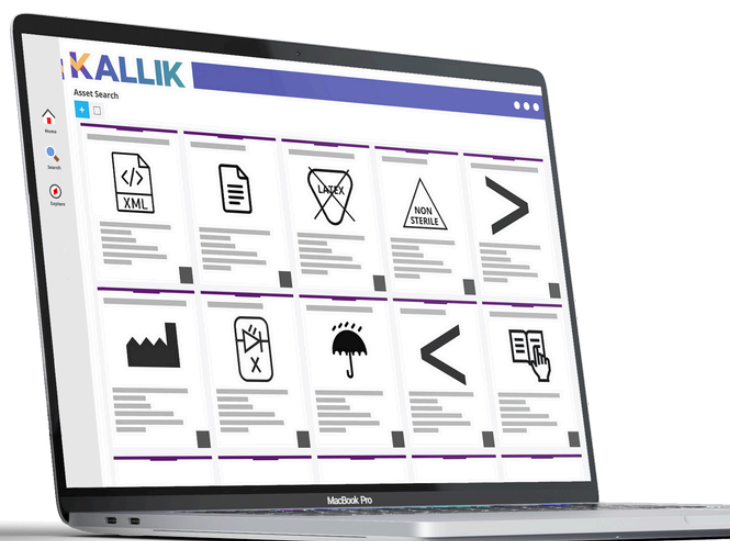 KALLIK
Asset Search
+
Home
Search
Explore
</>
XML
LATEX
NON
STERILE
>
X
<
MacBook Pro